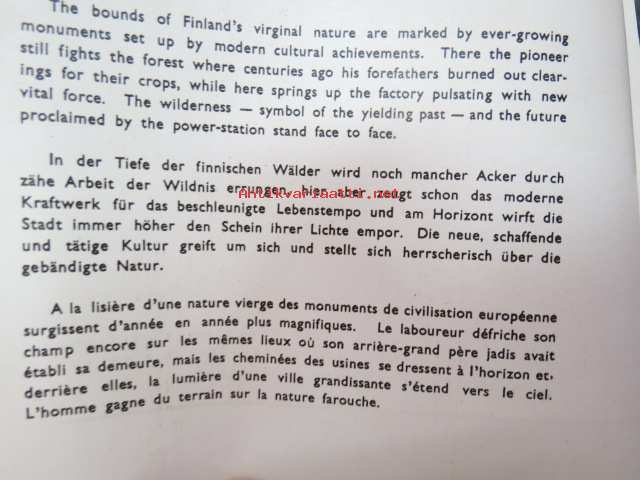 The bounds of Finland's virginal nature are marked by ever-growing
monuments set up by modern cultural achievements. There the pioneer
still fights the forest where centuries ago his forefathers burned out clear-
ings for their crops, while here springs up the factory pulsating with new
vital force. The wilderness — symbol of the yielding past — and the future
proclaimed by the power-station stand face to face.
In der Tiefe der finnischen Wälder wird noch mancher Acker durch
zähe Arbeit der Wildnis errungen, hier aber zeugt schon das moderne
Antikvariaatti.net
Kraftwerk für das beschleunigte Lebenstempo und am Horizont wirft die
Stadt immer höher den Schein ihrer Lichte empor. Die neue, schaffende
und tätige Kultur greift um sich und stellt sich herrscherisch über die
gebändigte Natur.
A la lisière d'une nature vierge des monuments de civilisation européenne
surgissent d'année en année plus magnifiques. Le laboureur défriche son
champ encore sur les mêmes lieux où son arrière-grand père jadis avait
établi sa demeure, mais les cheminées des usines se dressent à l'horizon et,
derrière elles, la lumière d'une ville grandissante s'étend vers le ciel.
L'homme gagne du terrain sur la nature farouche.